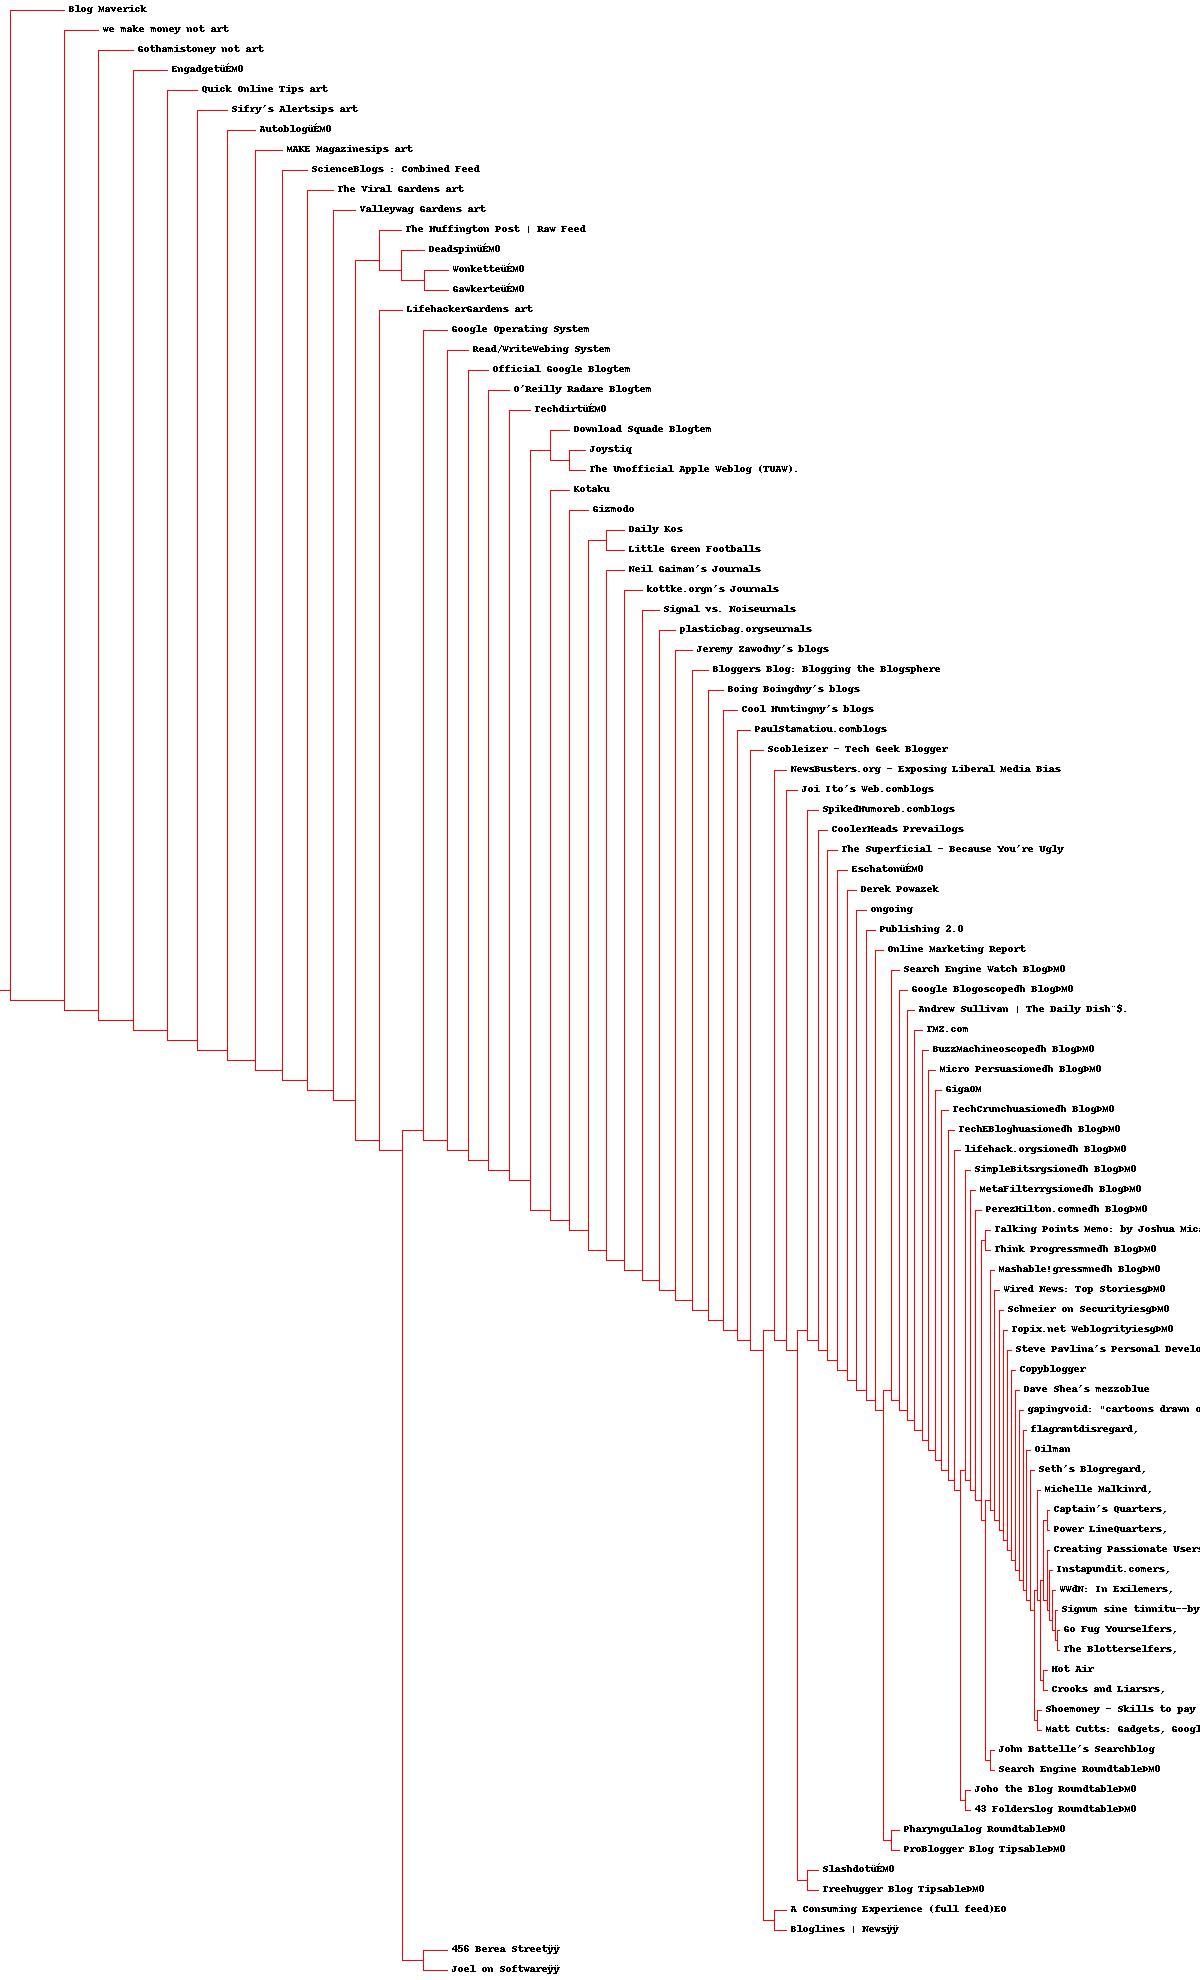 Blog Maverick
we make money not art
Gothamistoney not art
EngadgetüÉM0
Quick Online Tips art
Sifry's Alertsips art
AutoblogüÉM0
MAKE Magazinesips art
ScienceBlogs : Combined Feed
The Viral Gardens art
Valleywag Gardens art
The Huffington Post | Raw Feed
DeadspinüÉM0
WonketteüÉM0
GawkerteüÉM0
LifehackerGardens art
Google Operating System
Read/WriteWebing System
Official Google Blogtem
O'Reilly Radare Blogtem
TechdirtüÉM0
Download Squade Blogtem
Joystiq
The Unofficial Apple Weblog (TUAW).
Kotaku
Gizmodo
Daily Kos
Little Green Footballs
Neil Gaiman's Journals
kottke.orgn's Journals
Signal vs. Noiseurnals
plasticbag.orgseurnals
Jeremy Zawodny's blogs
Bloggers Blog: Blogging the Blogsphere
Boing Boingdny's blogs
Cool Huntingny's blogs
PaulStamatiou.comblogs
Scobleizer - Tech Geek Blogger
NewsBusters.org - Exposing Liberal Media Bias
Joi Ito's Web.comblogs
SpikedHumoreb.comblogs
CoolerHeads Prevailogs
The Superficial - Because You're Ugly
EschatonüÉM0
Derek Powazek
ongoing
Publishing 2.0
Online Marketing Report
Search Engine Watch BlogÞM0
Google Blogoscopedh BlogÞM0
Andrew Sullivan | The Daily Dish¨$.
TMZ.com
BuzzMachineoscopedh BlogÞM0
Micro Persuasionedh BlogÞM0
GigaOM
TechCrunchuasionedh BlogÞM0
TechEBloghuasionedh BlogÞM0
lifehack.orgsionedh BlogÞM0
SimpleBitsrgsionedh BlogÞM0
MetaFilterrgsionedh BlogÞM0
PerezHilton.comnedh BlogÞM0
Talking Points Memo: by Joshua Mic
Think Progressmnedh BlogÞM0
Mashable!gressmnedh BlogÞM0
Wired News: Top StoriesgÞM0
Schneier on SecurityiesgÞM0
Topix.net WeblogrityiesgÞM0
Steve Pavlina's Personal Develo
Copyblogger
Dave Shea's mezzoblue
gapingvoid: "cartoons drawn o
flagrantdisregard,
Oilman
Seth's Blogregard,
Michelle Malkinrd,
Captain's Quarters,
Power LineQuarters,
Creating Passionate Users
Instapundit.comers,
WWdN: In Exilemers,
Signum sine tinnitu--by
Go Fug Yourselfers,
The Blotterselfers,
Hot Air
Crooks and Liarsrs,
Shoemoney - Skills to pay
Matt Cutts: Gadgets, Googl
John Battelle's Searchblog
Search Engine RoundtableÞM0
Joho the Blog RoundtableÞM0
43 Folderslog RoundtableÞM0
Pharyngulalog RoundtableÞM0
ProBlogger Blog TipsableÞM0
SlashdotüÉM0
Treehugger Blog TipsableÞM0
A Consuming Experience (full feed)E0
Bloglines | Newsÿÿ
456 Berea Streetÿÿ
Joel on Softwareÿÿ